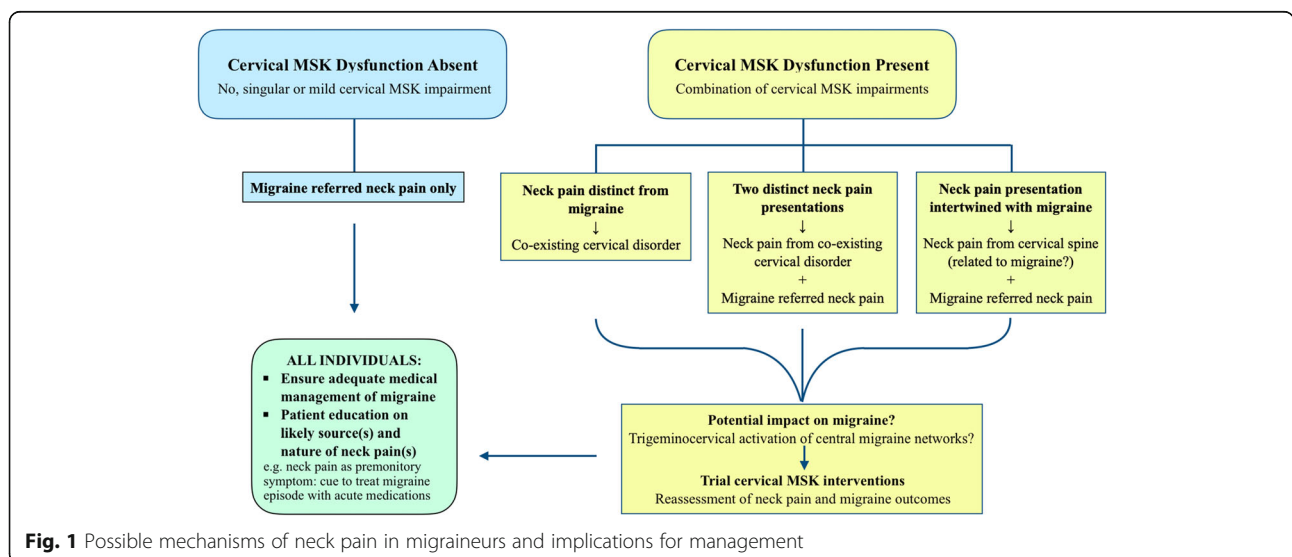 Cervical MSK Dysfunction Absent
No, singular or mild cervical MSK impairment
Cervical MSK Dysfunction Present
Combination of cervical MSK impairments
Migraine referred neck pain only
Neck pain distinct from
migraine
↓
Co-existing cervical disorder
Two distinct neck pain
presentations
↓
Neck pain from co-existing
cervical disorder
+
Migraine referred neck pain
Neck pain presentation
intertwined with migraine
↓
Neck pain from cervical spine
(related to migraine?)
+
Migraine referred neck pain
ALL INDIVIDUALS:
▪ Ensure adequate medical
management of migraine
▪ Patient education on
likely source(s) and
nature of neck pain(s)
e.g. neck pain as premonitory
symptom: cue to treat migraine
episode with acute medications
Potential impact on migraine?
Trigeminocervical activation of central migraine networks?
Trial cervical MSK interventions
Reassessment of neck pain and migraine outcomes
Fig. 1 Possible mechanisms of neck pain in migraineurs and implications for management